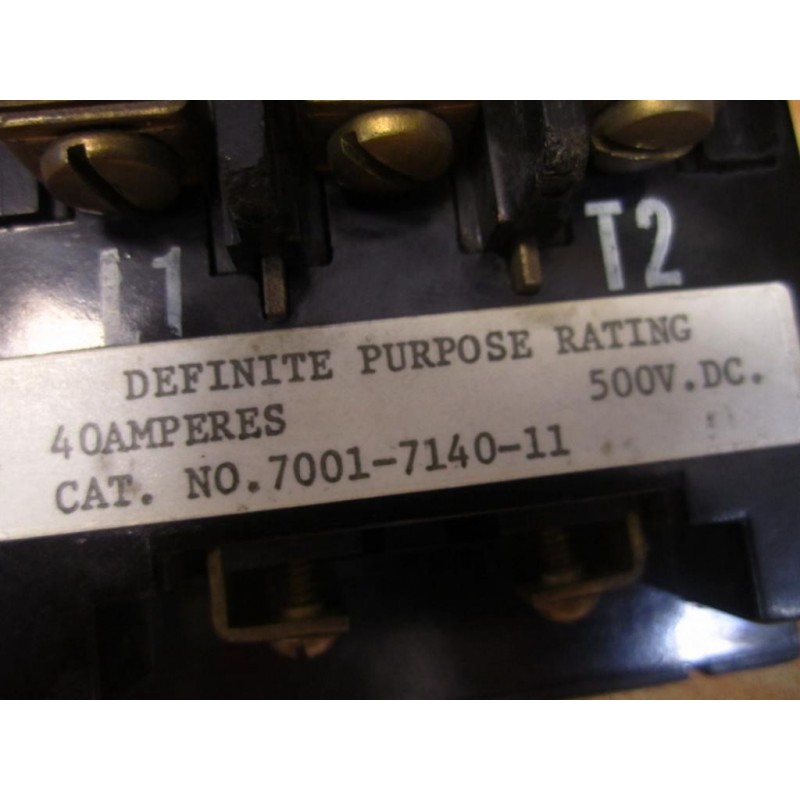 T2
DEFINITE PURPOSE RATING
40AMPERES 500V.DC.
CAT. NO.7001-7140-11